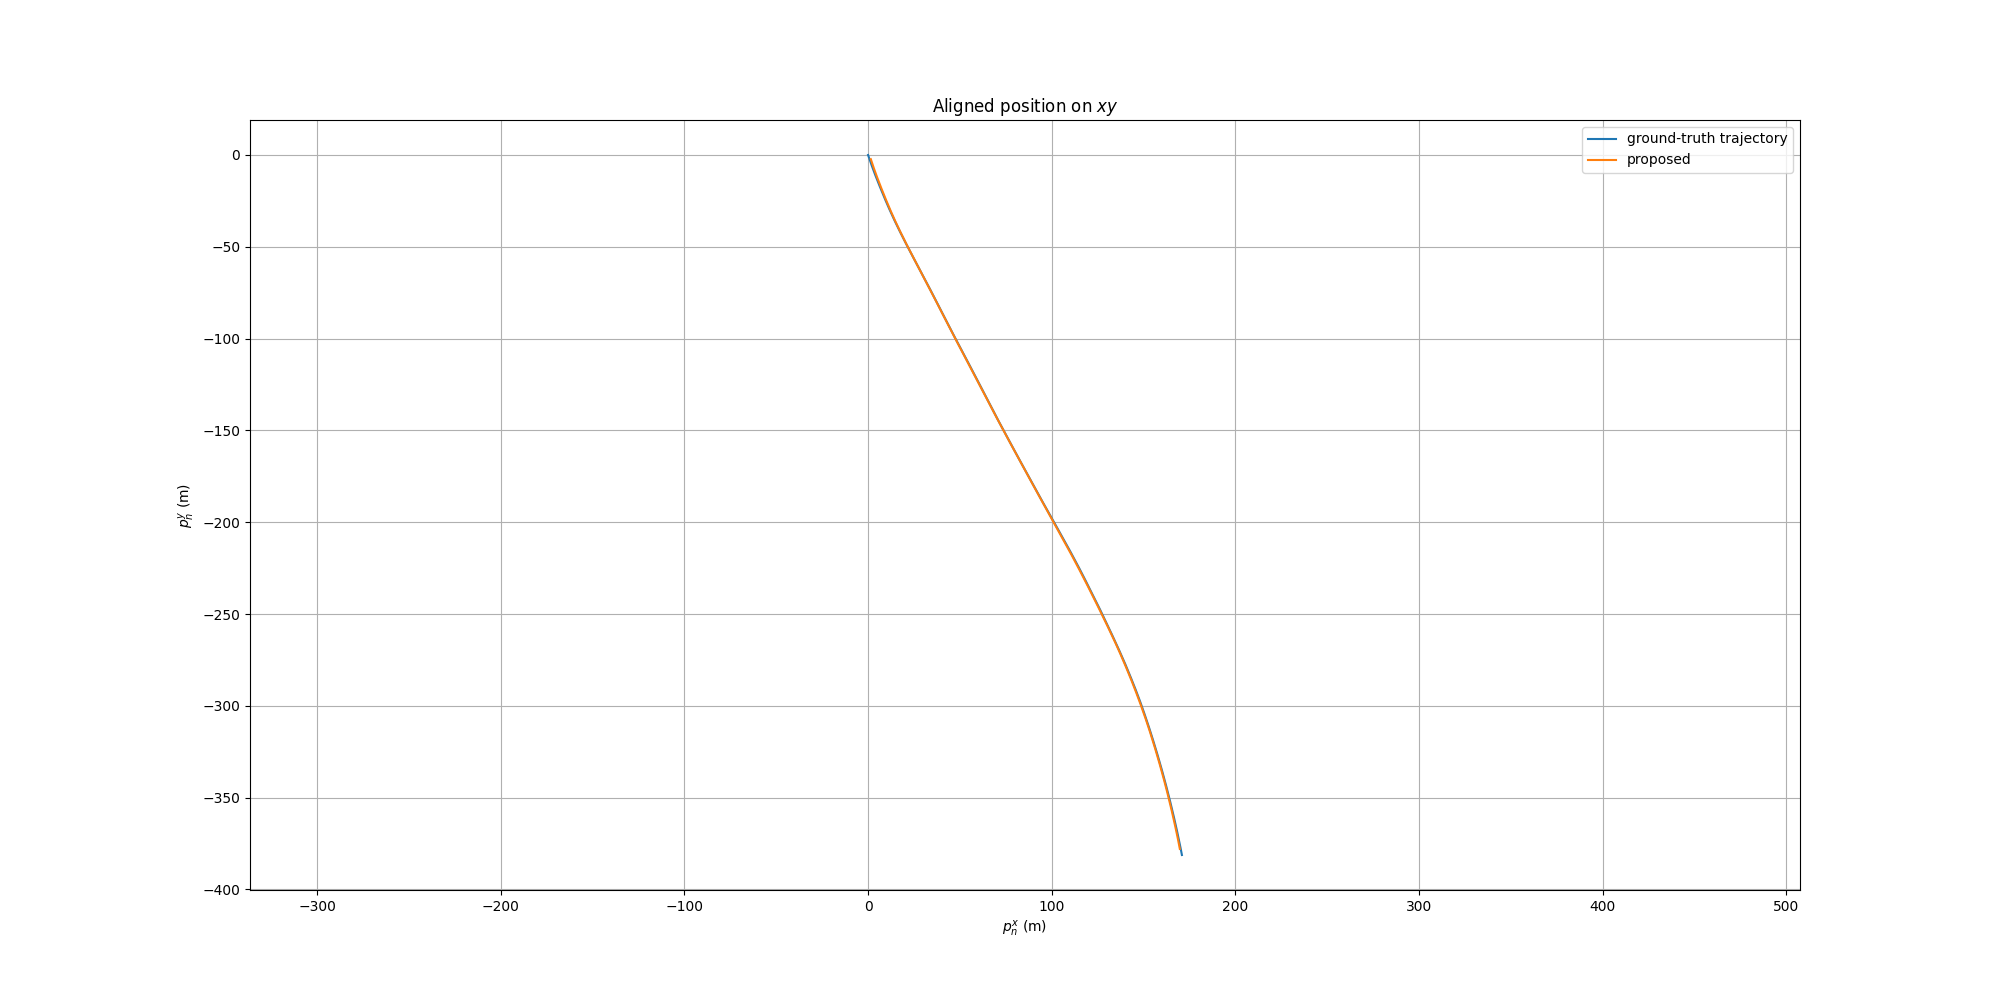 Aligned position on xy
ground-truth trajectory
proposed
0
−50
−100
−150
−200
−250
−300
−350
−400
p_n^y (m)
−300 −200 −100 0 100 200 300 400 500
p_n^x (m)